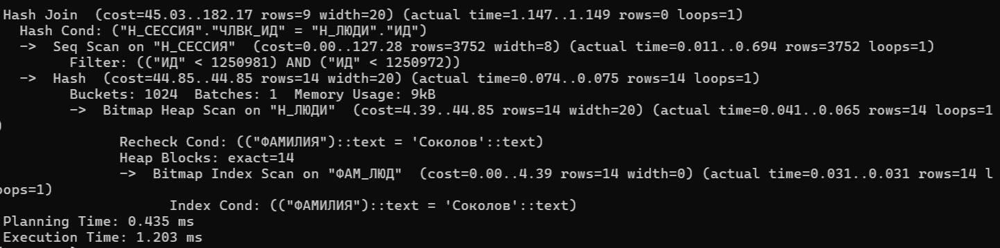 Hash Join  (cost=45.03..182.17 rows=9 width=20) (actual time=1.147..1.149 rows=0 loops=1)
  Hash Cond: ("Н_СЕССИЯ"."ЧЛВК_ИД" = "Н_ЛЮДИ"."ИД")
  ->  Seq Scan on "Н_СЕССИЯ"  (cost=0.00..127.28 rows=3752 width=8) (actual time=0.011..0.694 rows=3752 loops=1)
        Filter: (("ИД" < 1250981) AND ("ИД" < 1250972))
  ->  Hash  (cost=44.85..44.85 rows=14 width=20) (actual time=0.074..0.075 rows=14 loops=1)
        Buckets: 1024  Batches: 1  Memory Usage: 9kB
        ->  Bitmap Heap Scan on "Н_ЛЮДИ"  (cost=4.39..44.85 rows=14 width=20) (actual time=0.041..0.065 rows=14 loops=1
)
              Recheck Cond: (("ФАМИЛИЯ")::text = 'Соколов'::text)
              Heap Blocks: exact=14
              ->  Bitmap Index Scan on "ФАМ_ЛЮД"  (cost=0.00..4.39 rows=14 width=0) (actual time=0.031..0.031 rows=14 l
oops=1)
                    Index Cond: (("ФАМИЛИЯ")::text = 'Соколов'::text)
Planning Time: 0.435 ms
Execution Time: 1.203 ms